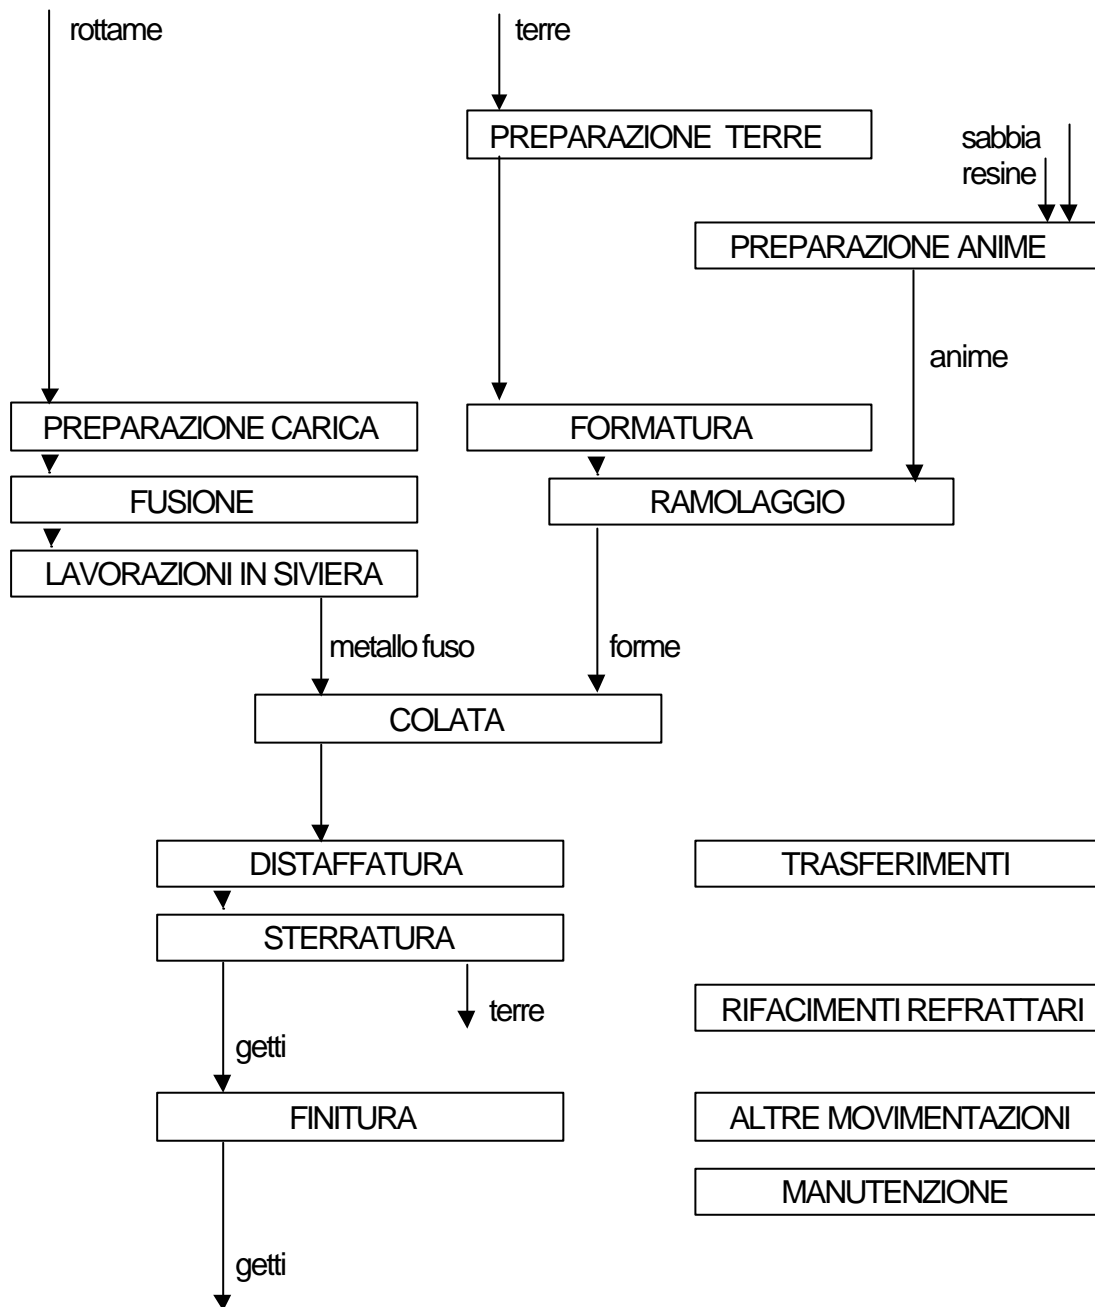 rottame
terre
PREPARAZIONE TERRE
sabbia
resine
PREPARAZIONE ANIME
anime
PREPARAZIONE CARICA
FORMATURA
FUSIONE
RAMOLAGGIO
LAVORAZIONI IN SIVIERA
metallo fuso
forme
COLATA
DISTAFFATURA
TRASFERIMENTI
STERRATURA
terre
RIFACIMENTI REFRATTARI
getti
FINITURA
ALTRE MOVIMENTAZIONI
MANUTENZIONE
getti